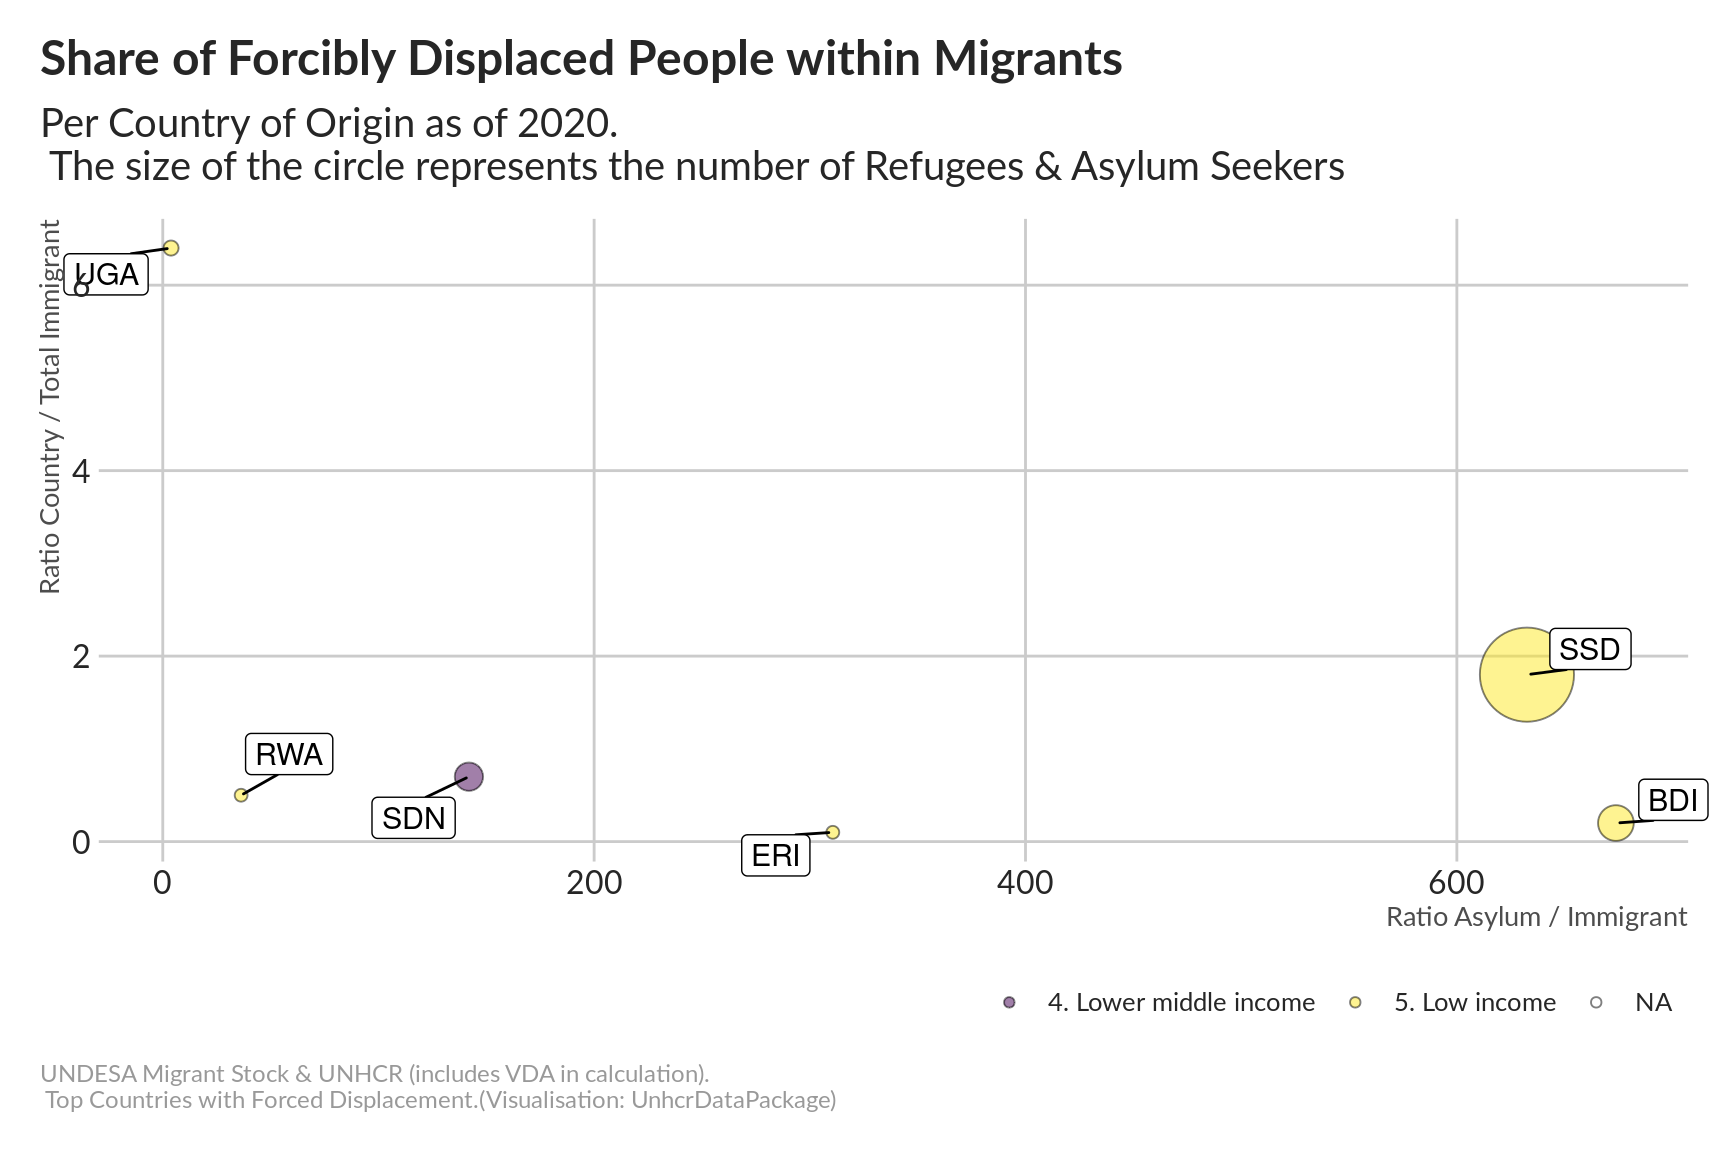 Share of Forcibly Displaced People within Migrants
Per Country of Origin as of 2020.
The size of the circle represents the number of Refugees & Asylum Seekers
Ratio Country / Total Immigrant
UGA
6
4
SSD
2
RWA
BDI
SDN
0
ERI
0 200 400 600
Ratio Asylum / Immigrant
4. Lower middle income 5. Low income NA
UNDESA Migrant Stock & UNHCR (includes VDA in calculation).
Top Countries with Forced Displacement.(Visualisation: UnhcrDataPackage)